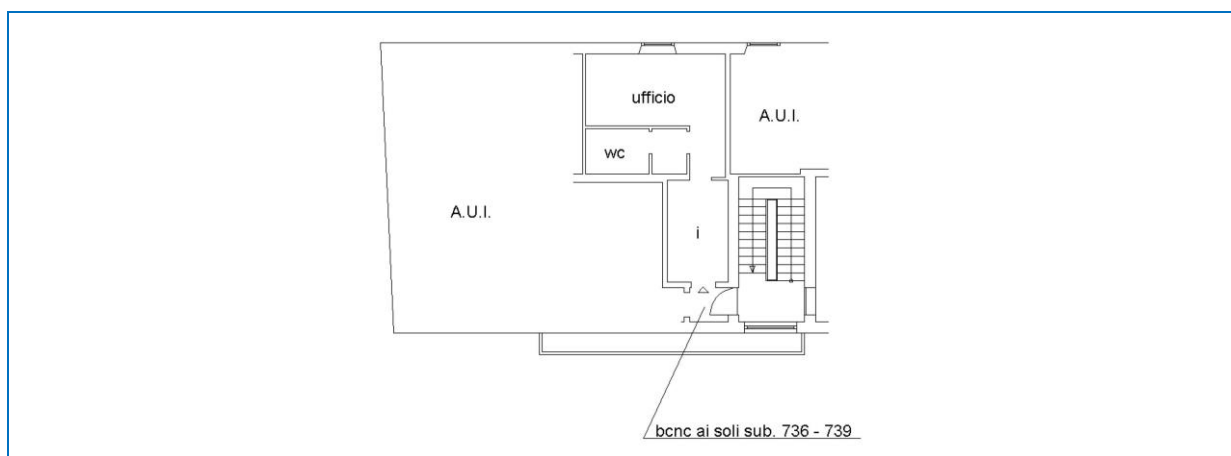 ufficio
A.U.I.
wc
A.U.I.
i
bcnc ai soli sub. 736 - 739